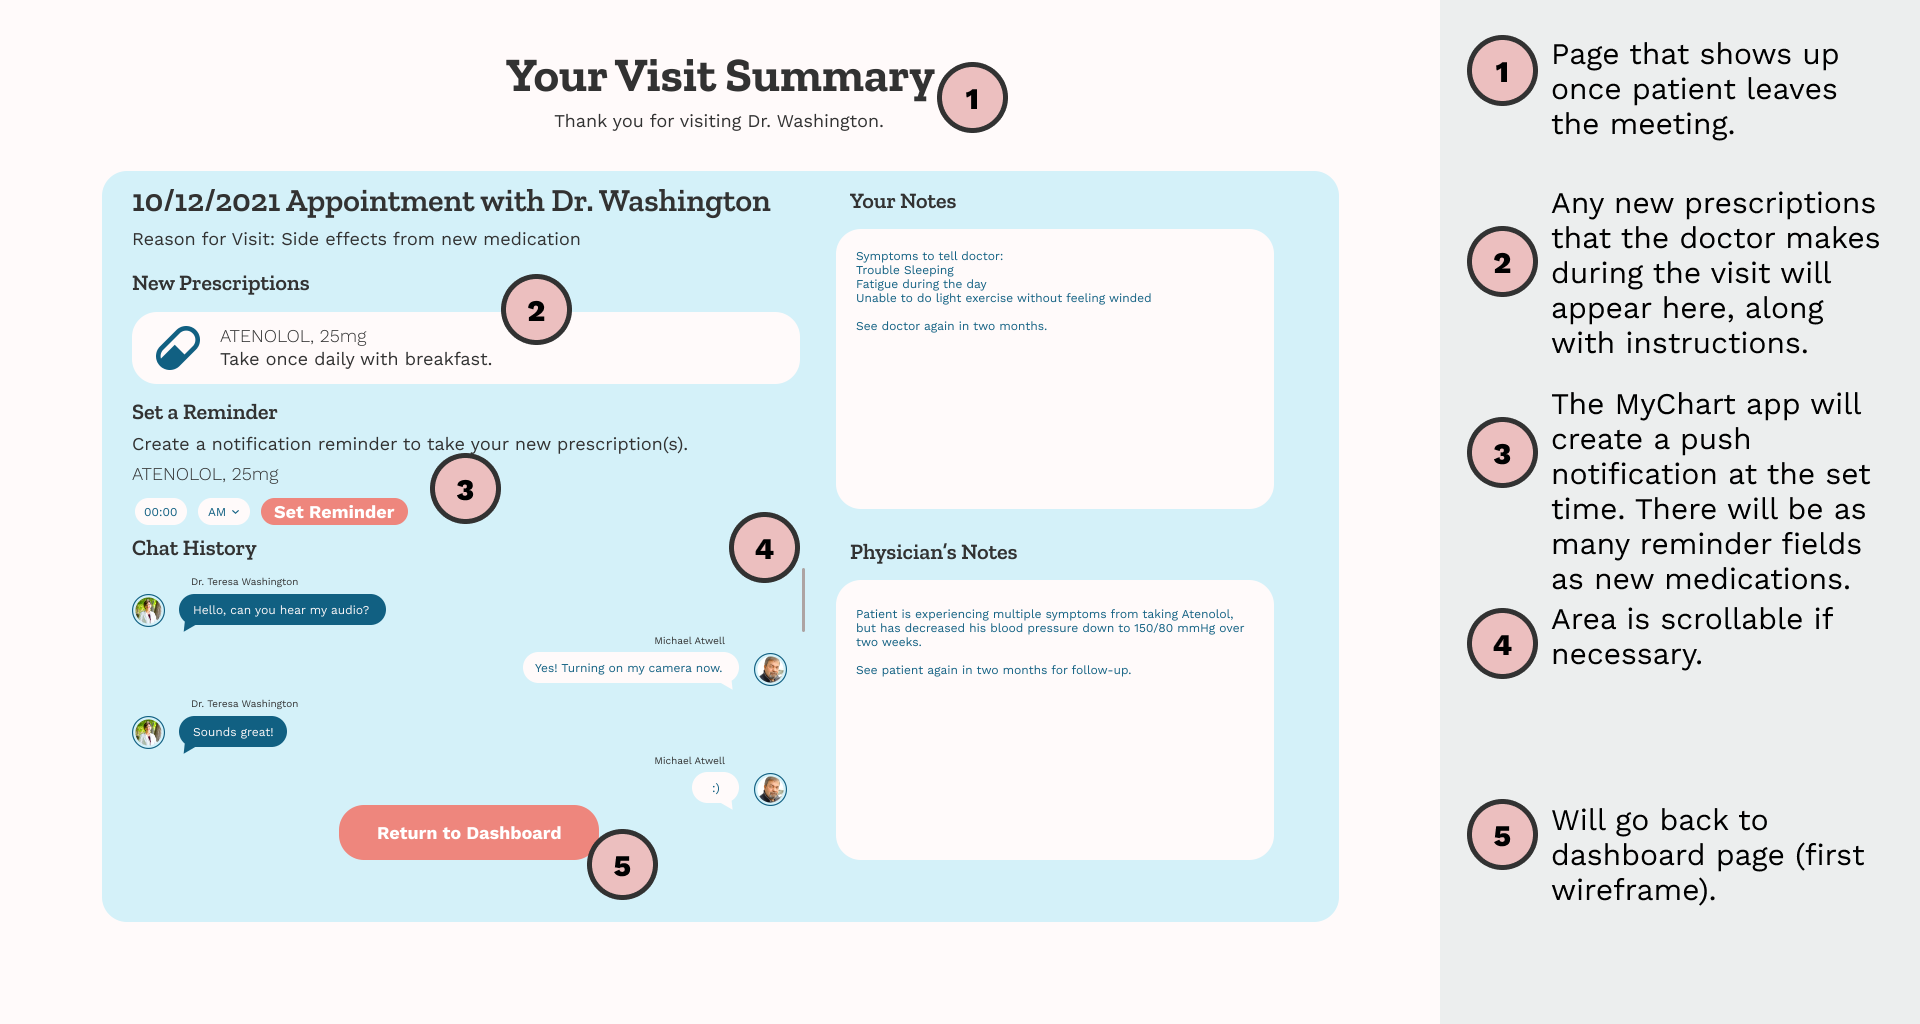 Your Visit Summary
1
Thank you for visiting Dr. Washington.
10/12/2021 Appointment with Dr. Washington
Reason for Visit: Side effects from new medication
New Prescriptions
2
ATENOLOL, 25mg
Take once daily with breakfast.
Set a Reminder
Create a notification reminder to take your new prescription(s).
ATENOLOL, 25mg
3
00:00
AM
Set Reminder
Chat History
4
Dr. Teresa Washington
Hello, can you hear my audio?
Michael Atwell
Yes! Turning on my camera now.
Dr. Teresa Washington
Sounds great!
Michael Atwell
:)
Return to Dashboard
5
Your Notes
Symptoms to tell doctor:
Trouble Sleeping
Fatigue during the day
Unable to do light exercise without feeling winded
See doctor again in two months.
Physician’s Notes
Patient is experiencing multiple symptoms from taking Atenolol,
but has decreased his blood pressure down to 150/80 mmHg over
two weeks.
See patient again in two months for follow-up.
1
Page that shows up
once patient leaves
the meeting.
2
Any new prescriptions
that the doctor makes
during the visit will
appear here, along
with instructions.
3
The MyChart app will
create a push
notification at the set
time. There will be as
many reminder fields
as new medications.
4
Area is scrollable if
necessary.
5
Will go back to
dashboard page (first
wireframe).